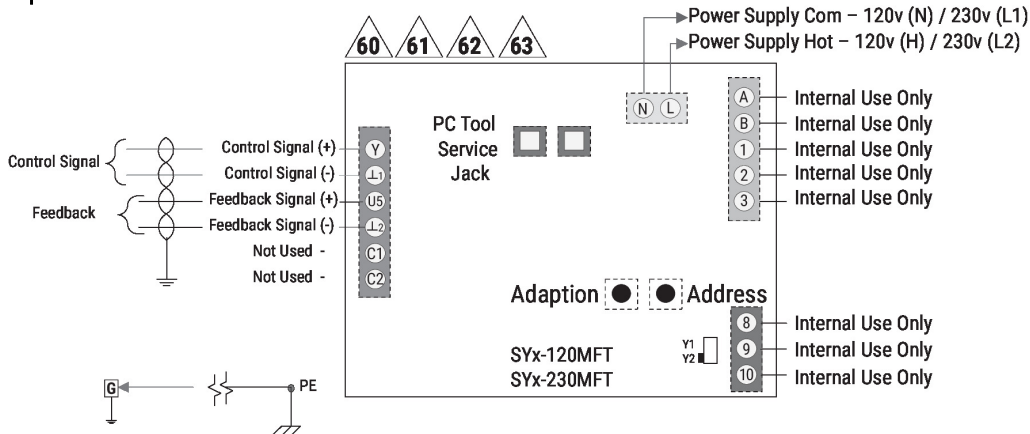 Power Supply Com – 120v (N) / 230v (L1)
Power Supply Hot – 120v (H) / 230v (L2)
60 61 62 63
N L
PC Tool
Service
Jack
Control Signal
Feedback
Control Signal (+) Y
Control Signal (-) ⊥1
Feedback Signal (+) U5
Feedback Signal (-) ⊥2
Not Used - C1
Not Used - C2
A Internal Use Only
B Internal Use Only
1 Internal Use Only
2 Internal Use Only
3 Internal Use Only
Adaption Address
8 Internal Use Only
9 Internal Use Only
10 Internal Use Only
Y1
Y2
SYx-120MFT
SYx-230MFT
G PE